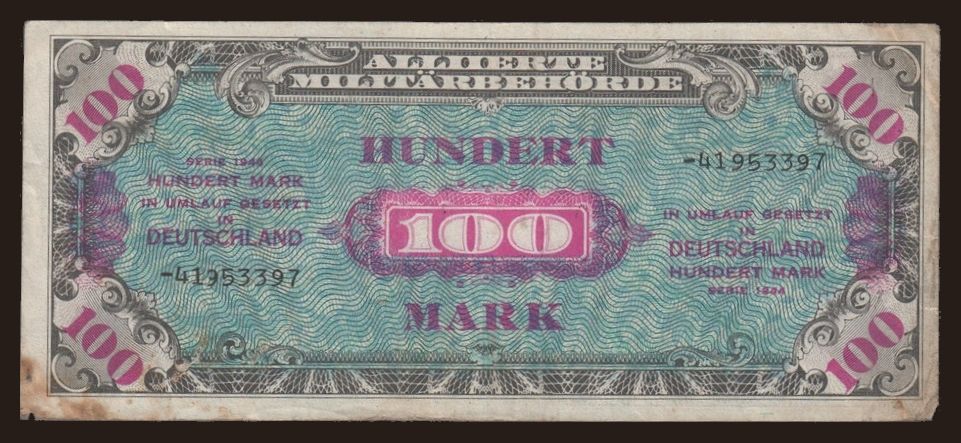 ALLIIERTE
MILITÄRBEHÖRDE
100
100
HUNDERT
-41953397
SERIE 1944
HUNDERT MARK
IN UMLAUF GESETZT
IN
DEUTSCHLAND
-41953397
100
IN UMLAUF GESETZT
IN
DEUTSCHLAND
HUNDERT MARK
SERIE 1944
MARK
100
100